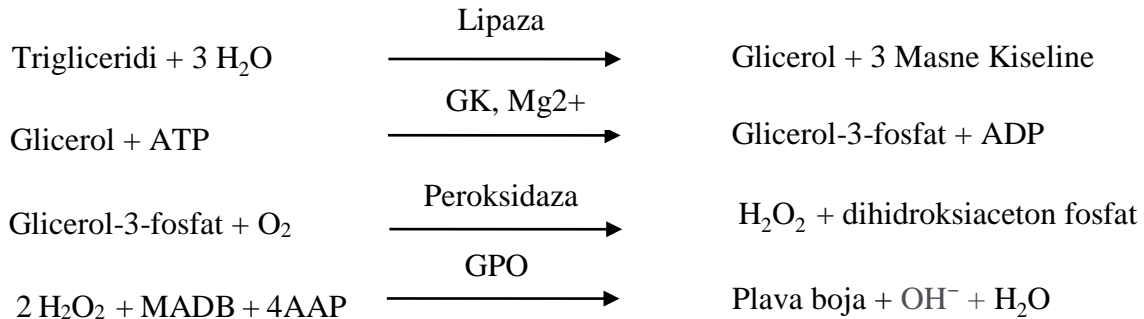 Lipaza
Trigliceridi + 3 H₂O Glicerol + 3 Masne Kiseline
GK, Mg2+
Glicerol + ATP Glicerol-3-fosfat + ADP
Peroksidaza
Glicerol-3-fosfat + O₂ H₂O₂ + dihidroksiaceton fosfat
GPO
2 H₂O₂ + MADB + 4AAP Plava boja + OH⁻ + H₂O